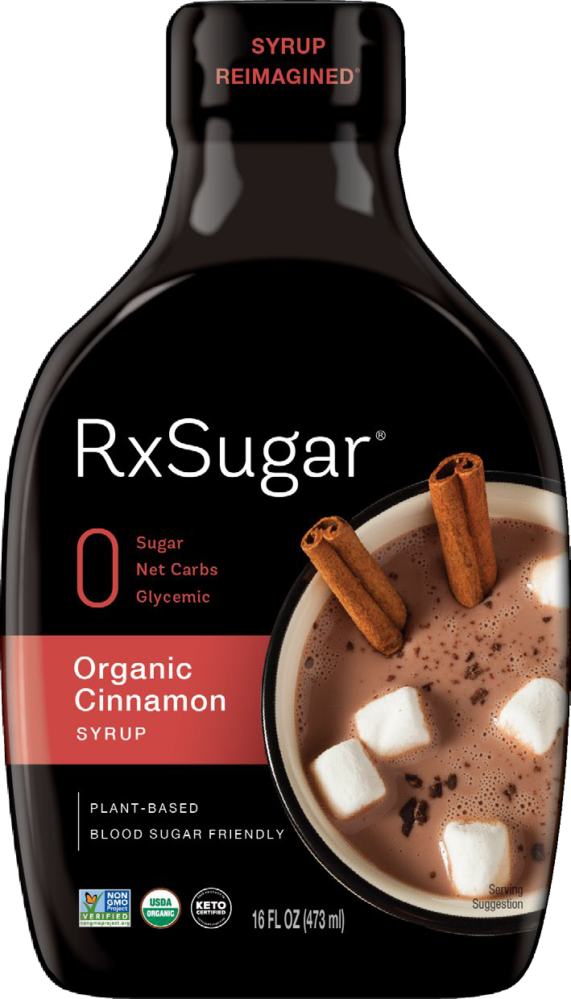 SYRUP
REIMAGINED®
RxSugar®
0
Sugar
Net Carbs
Glycemic
Organic
Cinnamon
SYRUP
PLANT-BASED
BLOOD SUGAR FRIENDLY
NON
GMO
Project
VERIFIED
nongmoproject.org
USDA
ORGANIC
KETO
CERTIFIED
16 FL OZ (473 ml)
Serving
Suggestion